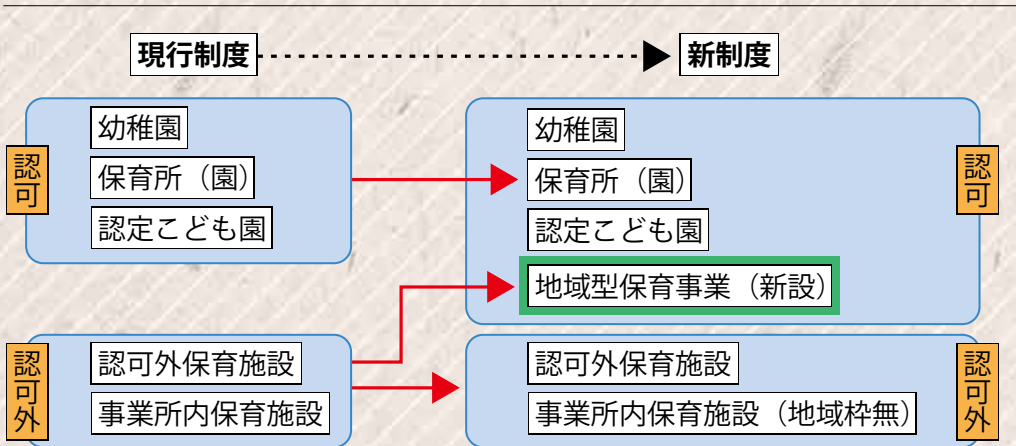 現行制度
新制度
認可
幼稚園
保育所（園）
認定こども園
幼稚園
保育所（園）
認定こども園
地域型保育事業（新設）
認可
認可外
認可外保育施設
事業所内保育施設
認可外保育施設
事業所内保育施設（地域枠無）
認可外